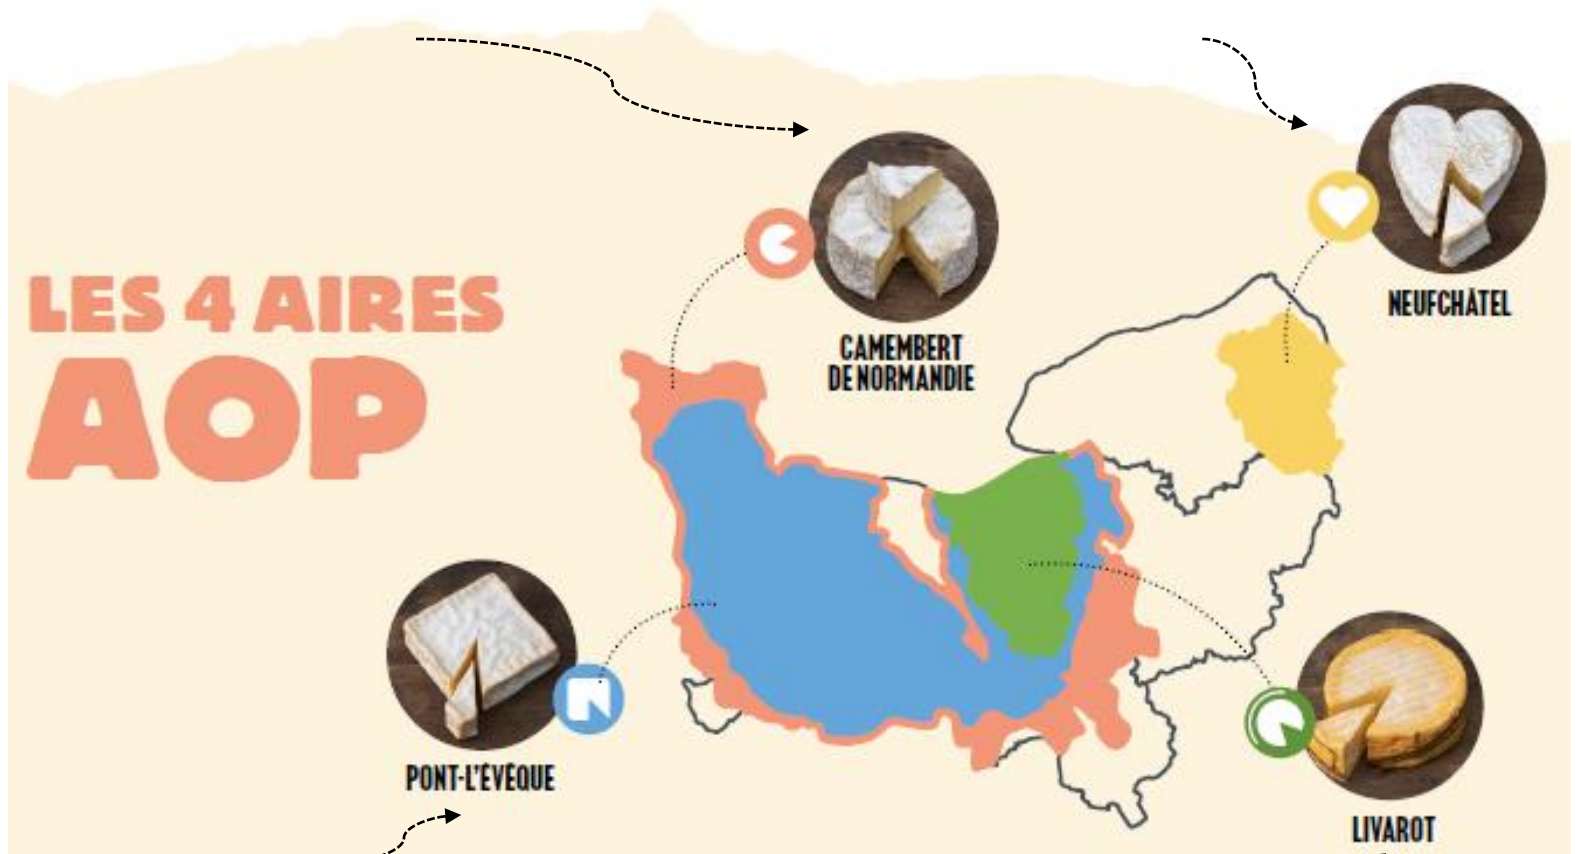 LES 4 AIRES
AOP
CAMEMBERT
DE NORMANDIE
NEUFCHÂTEL
PONT-L'ÉVÊQUE
LIVAROT